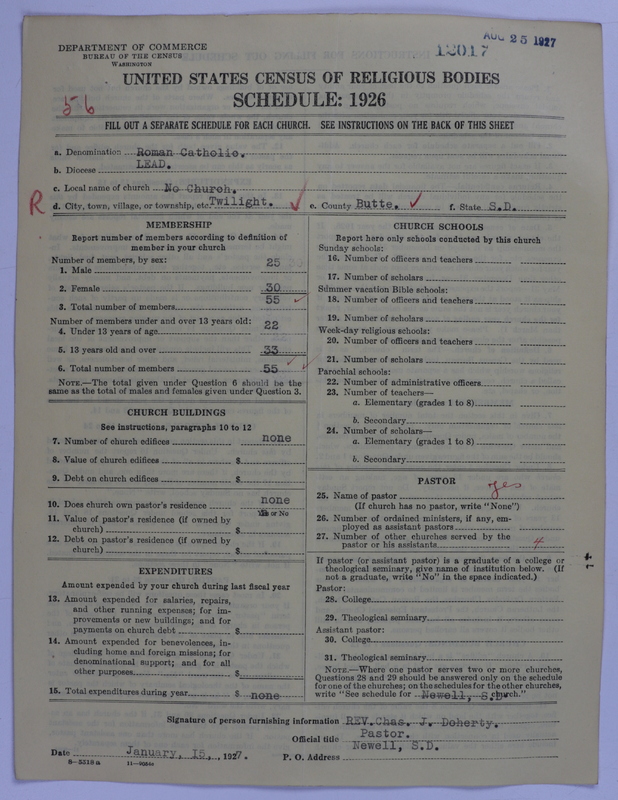 AUG 25 1927
DEPARTMENT OF COMMERCE
BUREAU OF THE CENSUS
WASHINGTON
UNITED STATES CENSUS OF RELIGIOUS BODIES
56
SCHEDULE: 1926
FILL OUT A SEPARATE SCHEDULE FOR EACH CHURCH. SEE INSTRUCTIONS ON THE BACK OF THIS SHEET
a. Denomination Roman Catholic.
b. Diocese LEAD.
c. Local name of church No Church.
R d. City, town, village, or township, etc. Twilight. e. County Butte. f. State S.D.
MEMBERSHIP
Report number of members according to definition of
member in your church
Number of members, by sex:
1. Male 25
2. Female 30
3. Total number of members 55
Number of members under and over 13 years old:
4. Under 13 years of age 22
5. 13 years old and over 33
6. Total number of members 55
NOTE.—The total given under Question 6 should be the
same as the total of males and females given under Question 3.
CHURCH BUILDINGS
See instructions, paragraphs 10 to 12
7. Number of church edifices none
8. Value of church edifices $
9. Debt on church edifices $
10. Does church own pastor's residence none
Yes or No
11. Value of pastor's residence (if owned by
church) $
12. Debt on pastor's residence (if owned by
church) $
EXPENDITURES
Amount expended by your church during last fiscal year
13. Amount expended for salaries, repairs,
and other running expenses; for im-
provements or new buildings; and for
payments on church debt $
14. Amount expended for benevolences, in-
cluding home and foreign missions; for
denominational support; and for all
other purposes $
15. Total expenditures during year $ none
CHURCH SCHOOLS
Report here only schools conducted by this church
Sunday schools:
16. Number of officers and teachers
17. Number of scholars
Summer vacation Bible schools:
18. Number of officers and teachers
19. Number of scholars
Week-day religious schools:
20. Number of officers and teachers
21. Number of scholars
Parochial schools:
22. Number of administrative officers
23. Number of teachers—
a. Elementary (grades 1 to 8)
b. Secondary
24. Number of scholars—
a. Elementary (grades 1 to 8)
b. Secondary
PASTOR
25. Name of pastor yes
(If church has no pastor, write "None")
26. Number of ordained ministers, if any, em-
ployed as assistant pastors
27. Number of other churches served by the
pastor or his assistants 4
If pastor (or assistant pastor) is a graduate of a college or
theological seminary, give name of institution below. (If
not a graduate, write "No" in the space indicated.)
Pastor:
28. College
29. Theological seminary
Assistant pastor:
30. College
31. Theological seminary
NOTE.—Where one pastor serves two or more churches,
Questions 28 and 29 should be answered only on the schedule
for one of the churches; on the schedules for the other churches,
write "See schedule for Newell, S.D. church."
Signature of person furnishing information REV.Chas. J. Doherty.
Official title Pastor.
Date January, 15, 1927. P. O. Address Newell, S.D.
8—5518 a